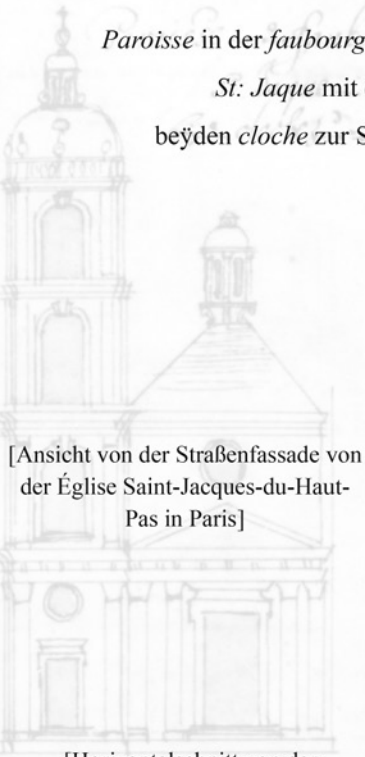 Paroisse in der faubourg
St: Jaque mit
beÿden cloche zur S
[Ansicht von der Straßenfassade von
der Église Saint-Jacques-du-Haut-
Pas in Paris]